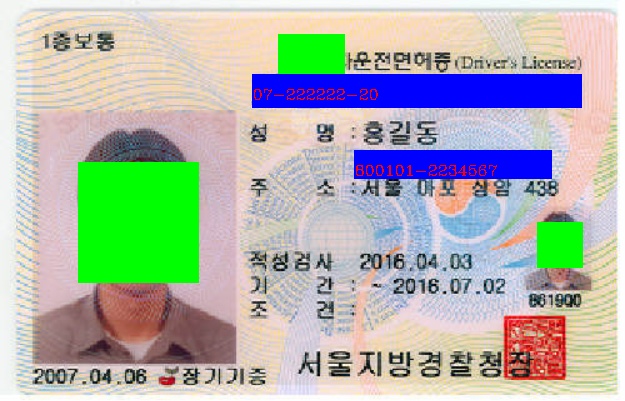 1종보통
자동차운전면허증 (Driver's License)
07-222222-20
성 명 : 홍길동
800101-2234567
주 소 : 서울 마포 상암 438
적성검사 2016.04.03
기 간 : ~ 2016.07.02
조 건 :
861900
2007.04.06 장기기증
서울지방경찰청장